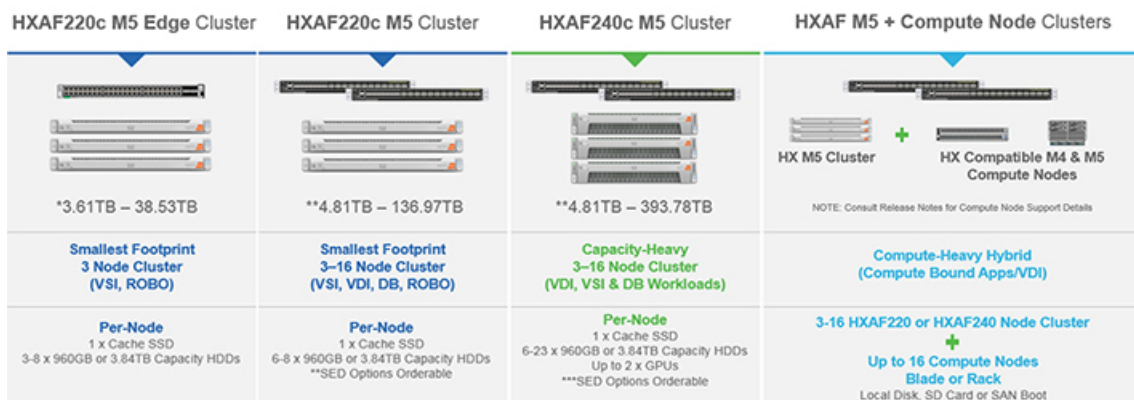 HXAF220c M5 Edge Cluster
*3.61TB – 38.53TB
Smallest Footprint
3 Node Cluster
(VSI, ROBO)
Per-Node
1 x Cache SSD
3-8 x 960GB or 3.84TB Capacity HDDs
HXAF220c M5 Cluster
**4.81TB – 136.97TB
Smallest Footprint
3–16 Node Cluster
(VSI, VDI, DB, ROBO)
Per-Node
1 x Cache SSD
6-8 x 960GB or 3.84TB Capacity HDDs
**SED Options Orderable
HXAF240c M5 Cluster
**4.81TB – 393.78TB
Capacity-Heavy
3–16 Node Cluster
(VDI, VSI & DB Workloads)
Per-Node
1 x Cache SSD
6-23 x 960GB or 3.84TB Capacity HDDs
Up to 2 x GPUs
***SED Options Orderable
HXAF M5 + Compute Node Clusters
HX M5 Cluster
+
HX Compatible M4 & M5
Compute Nodes
NOTE: Consult Release Notes for Compute Node Support Details
Compute-Heavy Hybrid
(Compute Bound Apps/VDI)
3-16 HXAF220 or HXAF240 Node Cluster
+
Up to 16 Compute Nodes
Blade or Rack
Local Disk, SD Card or SAN Boot